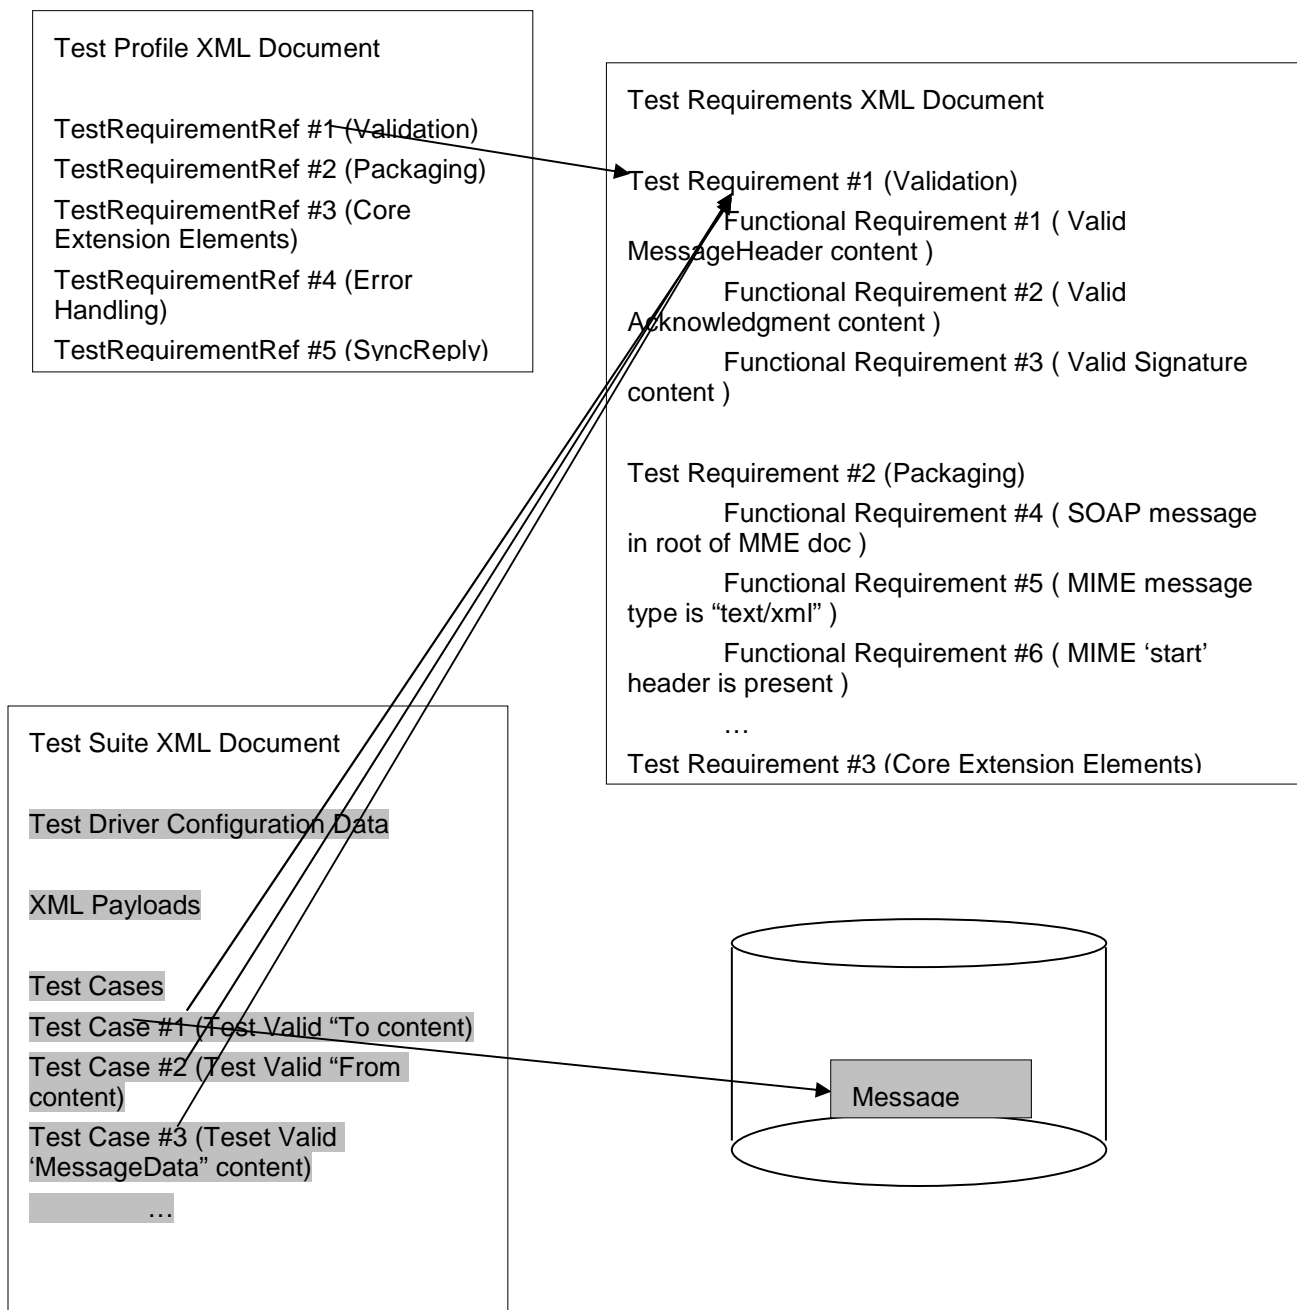 Test Profile XML Document
TestRequirementRef #1 (Validation)
TestRequirementRef #2 (Packaging)
TestRequirementRef #3 (Core
Extension Elements)
TestRequirementRef #4 (Error
Handling)
TestRequirementRef #5 (SyncReply)
Test Requirements XML Document
Test Requirement #1 (Validation)
Functional Requirement #1 ( Valid
MessageHeader content )
Functional Requirement #2 ( Valid
Acknowledgment content )
Functional Requirement #3 ( Valid Signature
content )
Test Requirement #2 (Packaging)
Functional Requirement #4 ( SOAP message
in root of MME doc )
Functional Requirement #5 ( MIME message
type is “text/xml” )
Functional Requirement #6 ( MIME ‘start’
header is present )
…
Test Requirement #3 (Core Extension Elements)
Test Suite XML Document
Test Driver Configuration Data
XML Payloads
Test Cases
Test Case #1 (Test Valid “To content)
Test Case #2 (Test Valid “From
content)
Test Case #3 (Teset Valid
‘MessageData” content)
…
Message